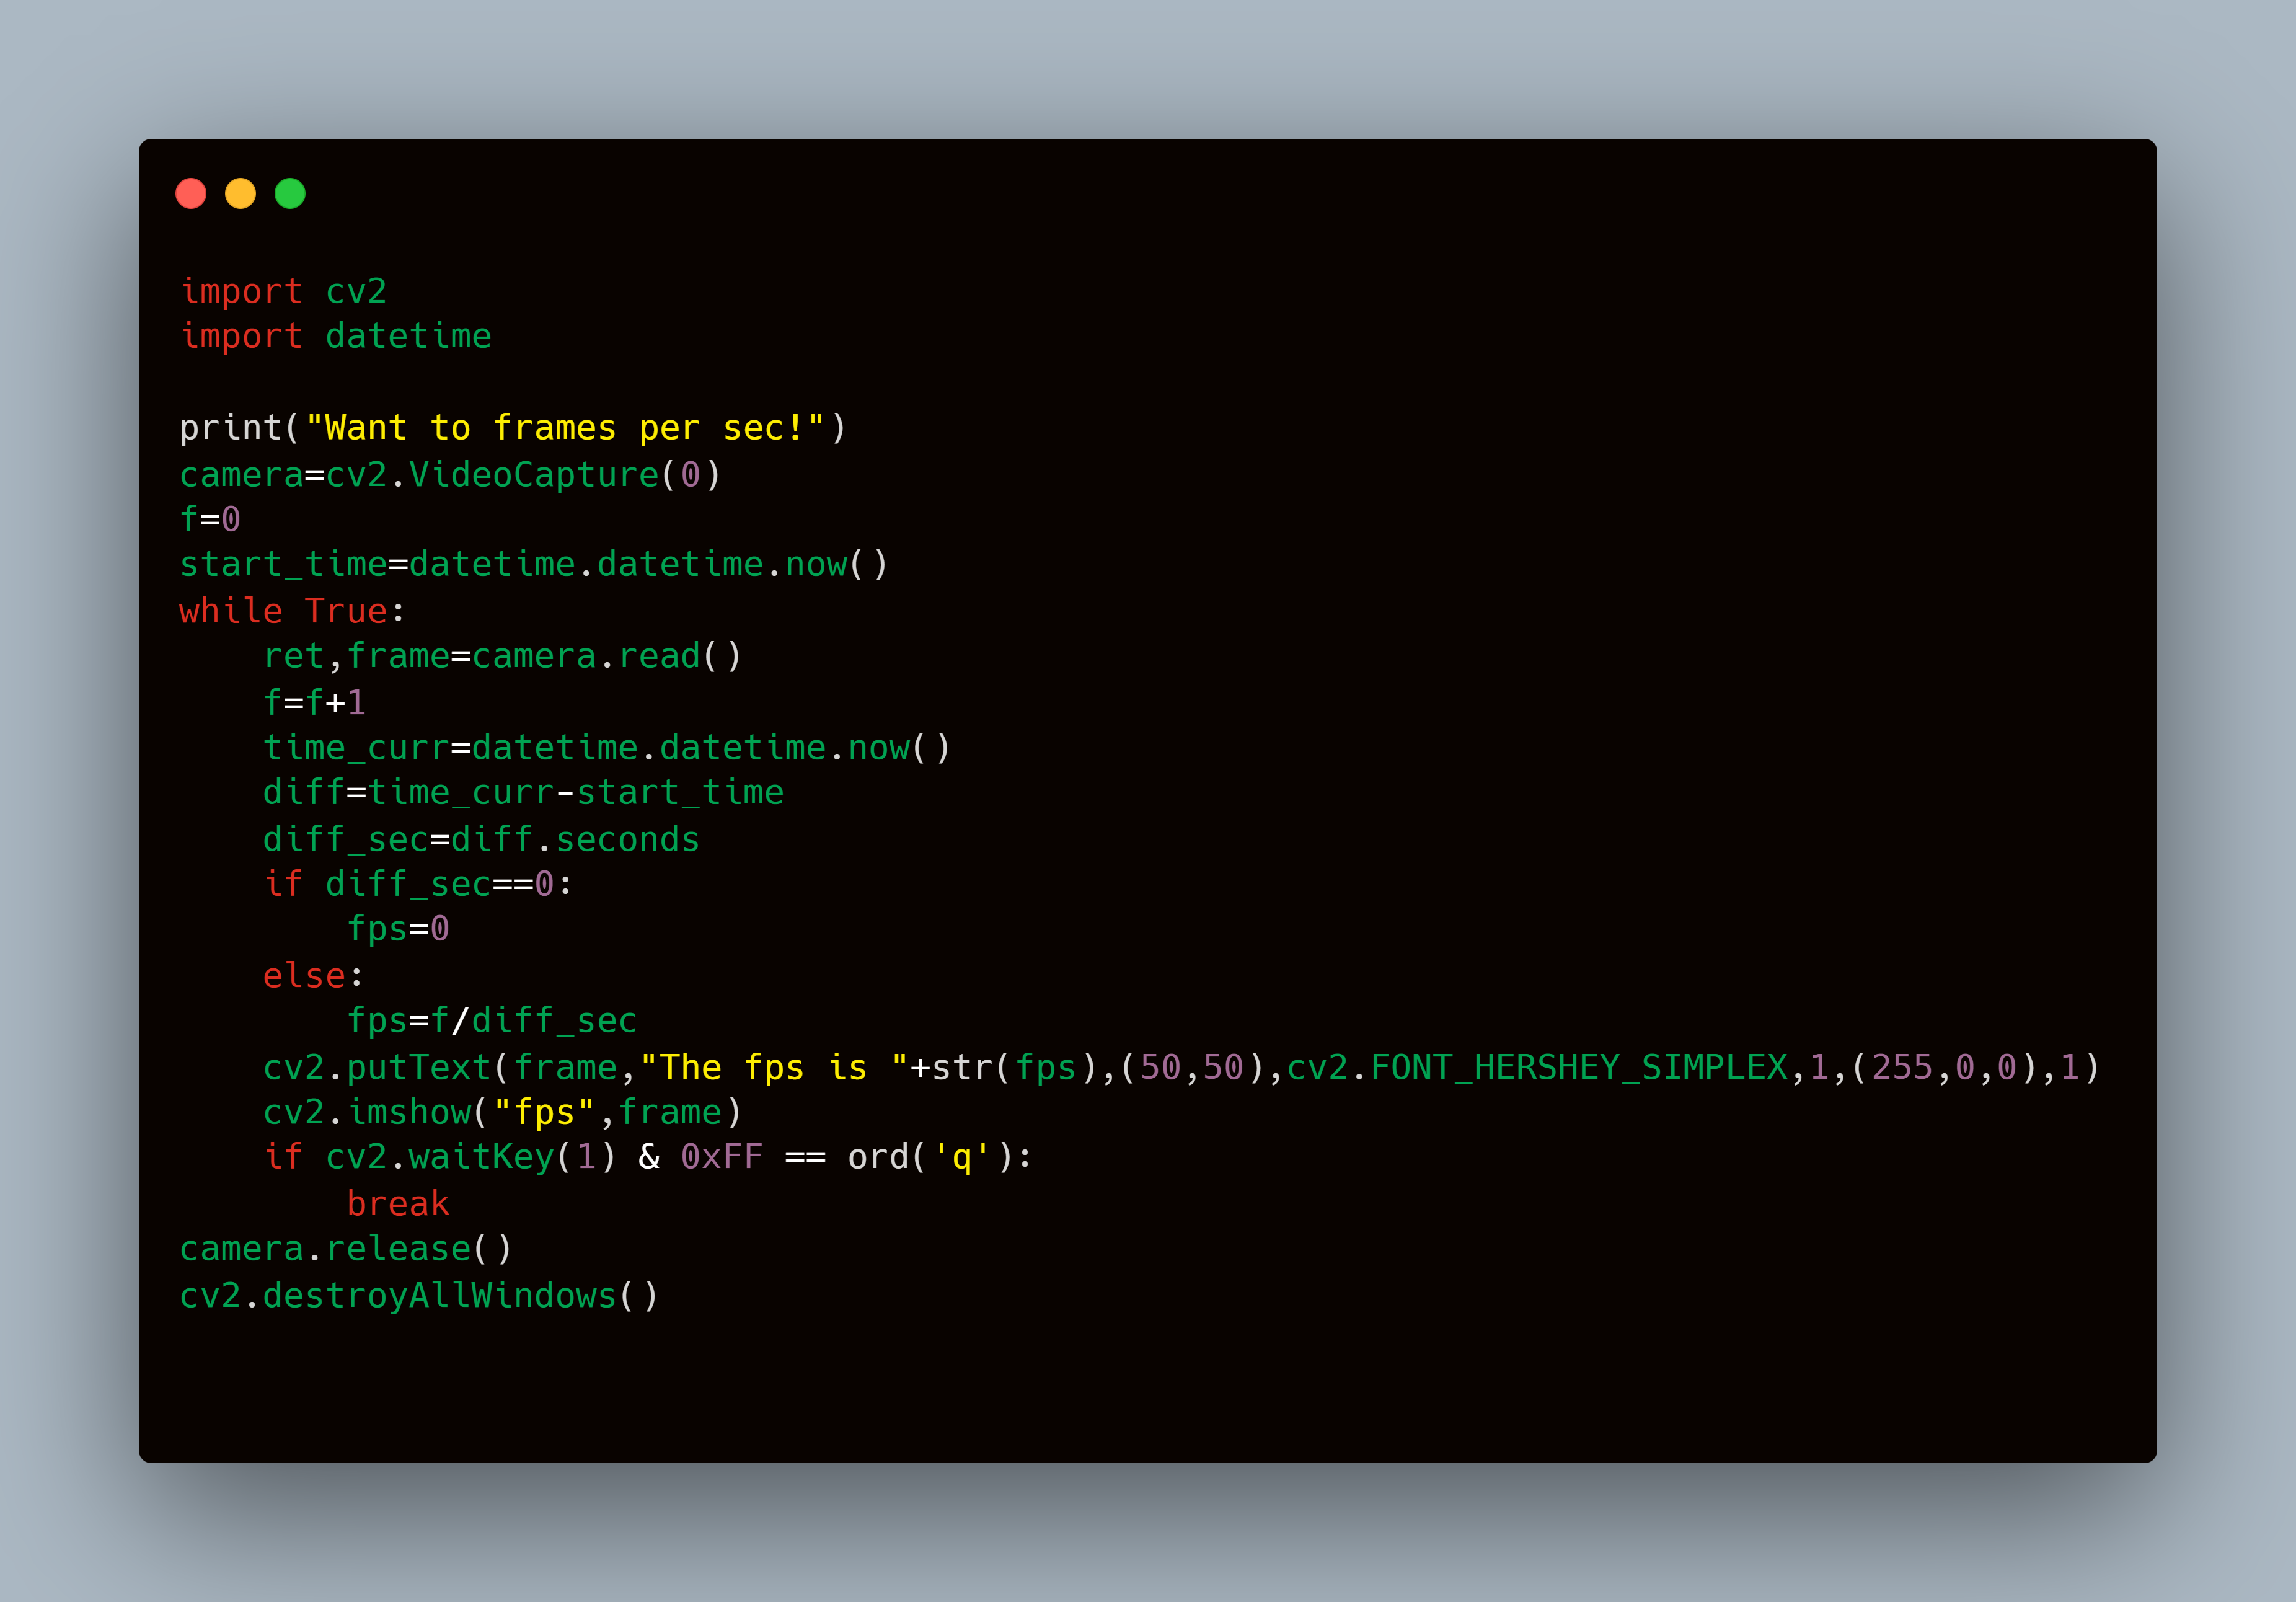 import cv2
import datetime

print("Want to frames per sec!")
camera=cv2.VideoCapture(0)
f=0
start_time=datetime.datetime.now()
while True:
    ret,frame=camera.read()
    f=f+1
    time_curr=datetime.datetime.now()
    diff=time_curr-start_time
    diff_sec=diff.seconds
    if diff_sec==0:
        fps=0
    else:
        fps=f/diff_sec
    cv2.putText(frame,"The fps is "+str(fps),(50,50),cv2.FONT_HERSHEY_SIMPLEX,1,(255,0,0),1)
    cv2.imshow("fps",frame)
    if cv2.waitKey(1) & 0xFF == ord('q'):
        break
camera.release()
cv2.destroyAllWindows()